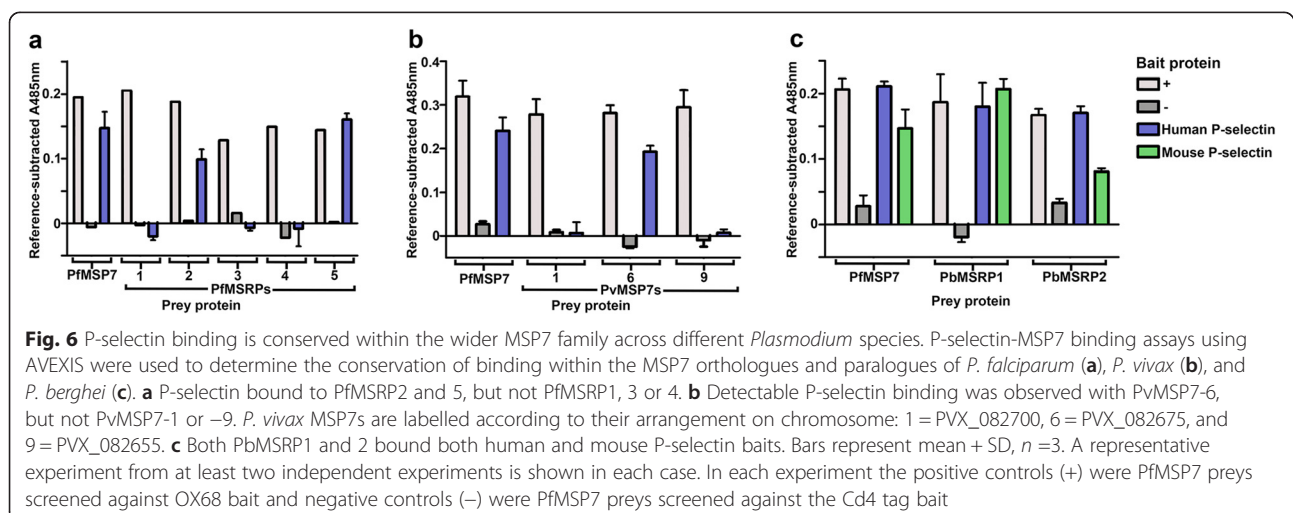 a
Reference-subtracted A485nm
0.2
0.1
0
PfMSP7
1
2
3
4
5
PfMSRPs
Prey protein
b
Reference-subtracted A485nm
0.4
0.3
0.2
0.1
0
PfMSP7
1
6
9
PvMSP7s
Prey protein
c
Reference-subtracted A485nm
0.2
0.1
0
PfMSP7
PbMSRP1
PbMSRP2
Prey protein
Bait protein
+
-
Human P-selectin
Mouse P-selectin
Fig. 6 P-selectin binding is conserved within the wider MSP7 family across different Plasmodium species. P-selectin-MSP7 binding assays using
AVEXIS were used to determine the conservation of binding within the MSP7 orthologues and paralogues of P. falciparum (a), P. vivax (b), and
P. berghei (c). a P-selectin bound to PfMSRP2 and 5, but not PfMSRP1, 3 or 4. b Detectable P-selectin binding was observed with PvMSP7-6,
but not PvMSP7-1 or −9. P. vivax MSP7s are labelled according to their arrangement on chromosome: 1 = PVX_082700, 6 = PVX_082675, and
9 = PVX_082655. c Both PbMSRP1 and 2 bound both human and mouse P-selectin baits. Bars represent mean + SD, n =3. A representative
experiment from at least two independent experiments is shown in each case. In each experiment the positive controls (+) were PfMSP7 preys
screened against OX68 bait and negative controls (−) were PfMSP7 preys screened against the Cd4 tag bait